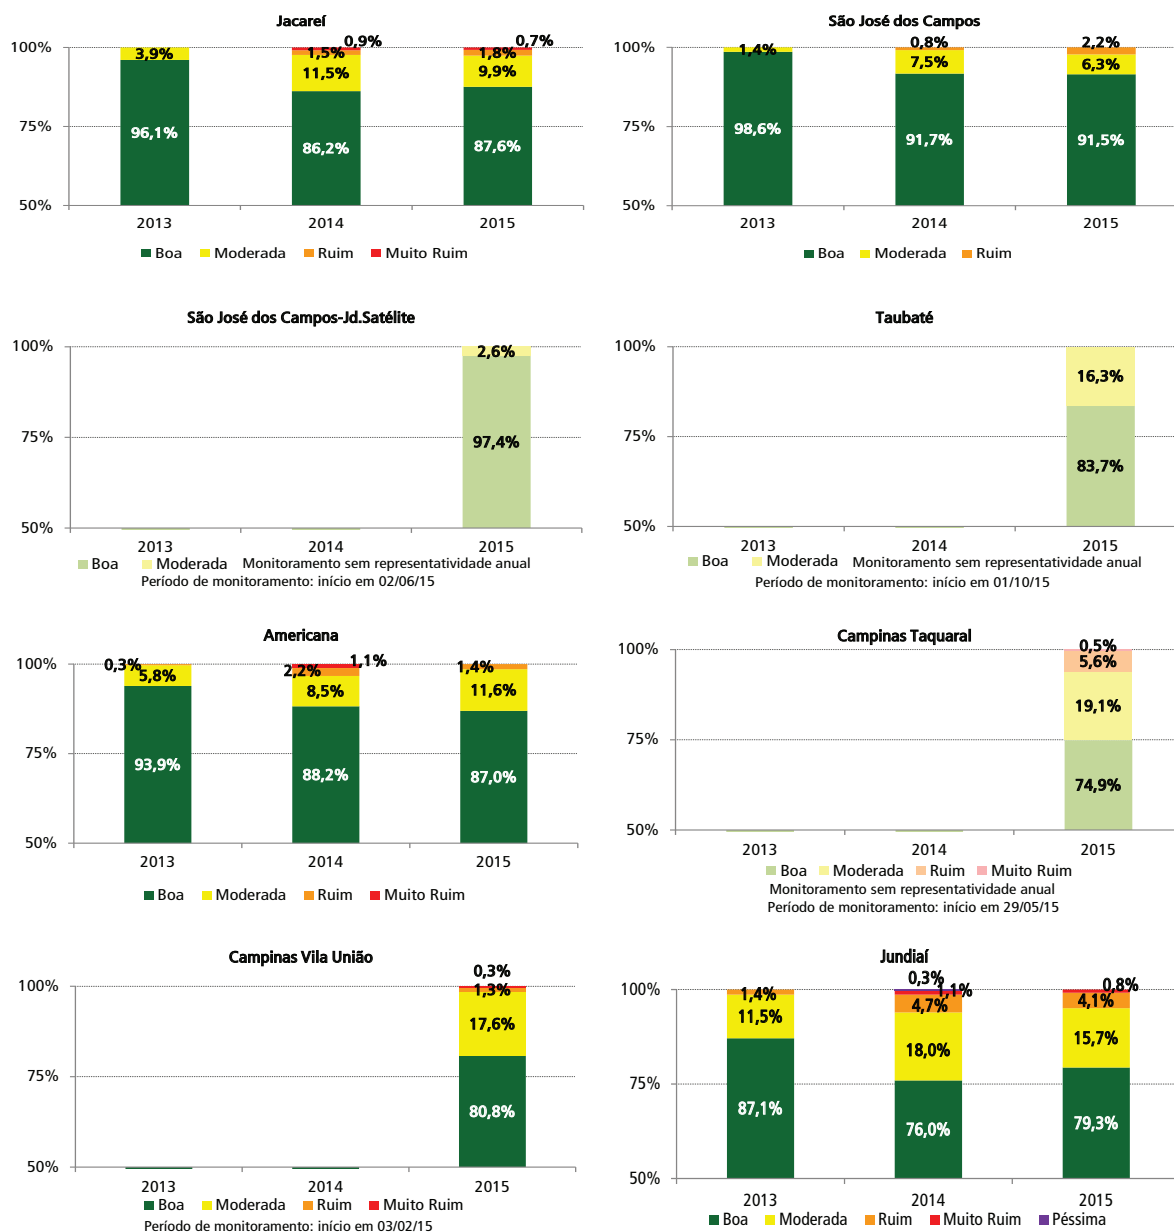 Jacareí
0,9%
0,7%
100%
3,9%
1,5%
1,8%
11,5%
9,9%
75%
96,1%
86,2%
87,6%
50%
2013 2014 2015
Boa Moderada Ruim Muito Ruim
São José dos Campos
0,8%
2,2%
100%
1,4%
7,5%
6,3%
75%
98,6%
91,7%
91,5%
50%
2013 2014 2015
Boa Moderada Ruim
São José dos Campos-Jd.Satélite
100%
2,6%
75%
97,4%
50%
2013 2014 2015
Boa Moderada Monitoramento sem representatividade anual
Período de monitoramento: início em 02/06/15
Taubaté
100%
16,3%
75%
83,7%
50%
2013 2014 2015
Boa Moderada Monitoramento sem representatividade anual
Período de monitoramento: início em 01/10/15
Americana
1,1%
100%
0,3%
5,8%
2,2%
1,4%
8,5%
11,6%
75%
93,9%
88,2%
87,0%
50%
2013 2014 2015
Boa Moderada Ruim Muito Ruim
Campinas Taquaral
0,5%
100%
5,6%
19,1%
75%
74,9%
50%
2013 2014 2015
Boa Moderada Ruim Muito Ruim
Monitoramento sem representatividade anual
Período de monitoramento: início em 29/05/15
Campinas Vila União
0,3%
100%
1,3%
17,6%
75%
80,8%
50%
2013 2014 2015
Boa Moderada Ruim Muito Ruim
Período de monitoramento: início em 03/02/15
Jundiaí
0,3%
0,8%
100%
1,4%
1,1%
4,7%
4,1%
11,5%
18,0%
15,7%
75%
87,1%
76,0%
79,3%
50%
2013 2014 2015
Boa Moderada Ruim Muito Ruim Péssima